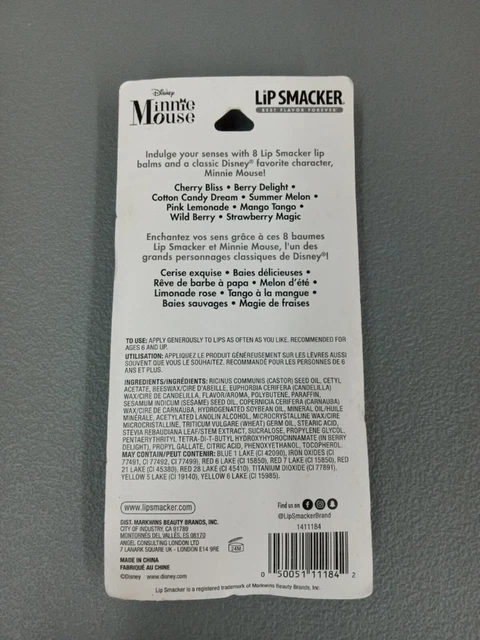 Disney
Minnie
Mouse
LiP SMACKER®
BEST FLAVOR FOREVER™
Indulge your senses with 8 Lip Smacker lip
balms and a classic Disney® favorite character,
Minnie Mouse!
Cherry Bliss • Berry Delight •
Cotton Candy Dream • Summer Melon •
Pink Lemonade • Mango Tango •
Wild Berry • Strawberry Magic
Enchantez vos sens grâce à ces 8 baumes
Lip Smacker et Minnie Mouse, l'un des
grands personnages classiques de Disney®!
Cerise exquise • Baies délicieuses •
Rêve de barbe à papa • Melon d'été •
Limonade rose • Tango à la mangue •
Baies sauvages • Magie de fraises
TO USE: APPLY GENEROUSLY TO LIPS AS OFTEN AS YOU LIKE. RECOMMENDED FOR
AGES 6 AND UP.
UTILISATION: APPLIQUEZ LE PRODUIT GÉNÉREUSEMENT SUR LES LÈVRES AUSSI
SOUVENT QUE VOUS LE SOUHAITEZ. RECOMMANDÉ POUR LES PERSONNES DE 6
ANS ET PLUS.
INGREDIENTS/INGRÉDIENTS: RICINUS COMMUNIS (CASTOR) SEED OIL, CETYL
ACETATE, BEESWAX/CIRE D'ABEILLE, EUPHORBIA CERIFERA (CANDELILLA)
WAX/CIRE DE CANDELILLA, FLAVOR/AROMA, POLYBUTENE, PARAFFIN,
SESAMUM INDICUM (SESAME) SEED OIL, COPERNICIA CERIFERA (CARNAUBA)
WAX/CIRE DE CARNAUBA, HYDROGENATED SOYBEAN OIL, MINERAL OIL/HUILE
MINÉRALE, ACETYLATED LANOLIN ALCOHOL, MICROCRYSTALLINE WAX/CIRE
MICROCRISTALLINE, TRITICUM VULGARE (WHEAT) GERM OIL, STEARIC ACID,
STEVIA REBAUDIANA LEAF/STEM EXTRACT, SUCRALOSE, PROPYLENE GLYCOL,
PENTAERYTHRITYL TETRA-DI-T-BUTYL HYDROXYHYDROCINNAMATE (IN BERRY
DELIGHT), PROPYL GALLATE, CITRIC ACID, PHENOXYETHANOL, TOCOPHEROL.
MAY CONTAIN/PEUT CONTENIR: BLUE 1 LAKE (CI 42090), IRON OXIDES (CI
77491, CI 77492, CI 77499), RED 6 LAKE (CI 15850), RED 7 LAKE (CI 15850), RED
21 LAKE (CI 45380), RED 28 LAKE (CI 45410), TITANIUM DIOXIDE (CI 77891),
YELLOW 5 LAKE (CI 19140), YELLOW 6 LAKE (CI 15985).
www.lipsmacker.com
Find us on
@LipSmackerBrand
1411184
DIST. MARKWINS BEAUTY BRANDS, INC.
CITY OF INDUSTRY, CA 91789
MONTORNÉS DEL VALLÈS, ES 08170
ANGEL CONSULTING LONDON LTD
7 LANARK SQUARE UK - LONDON E14 9RE
24M
MADE IN CHINA
FABRIQUÉ AU CHINE
©Disney www.disney.com
0 50051 11184 2
Lip Smacker is a registered trademark of Markwins Beauty Brands, Inc.